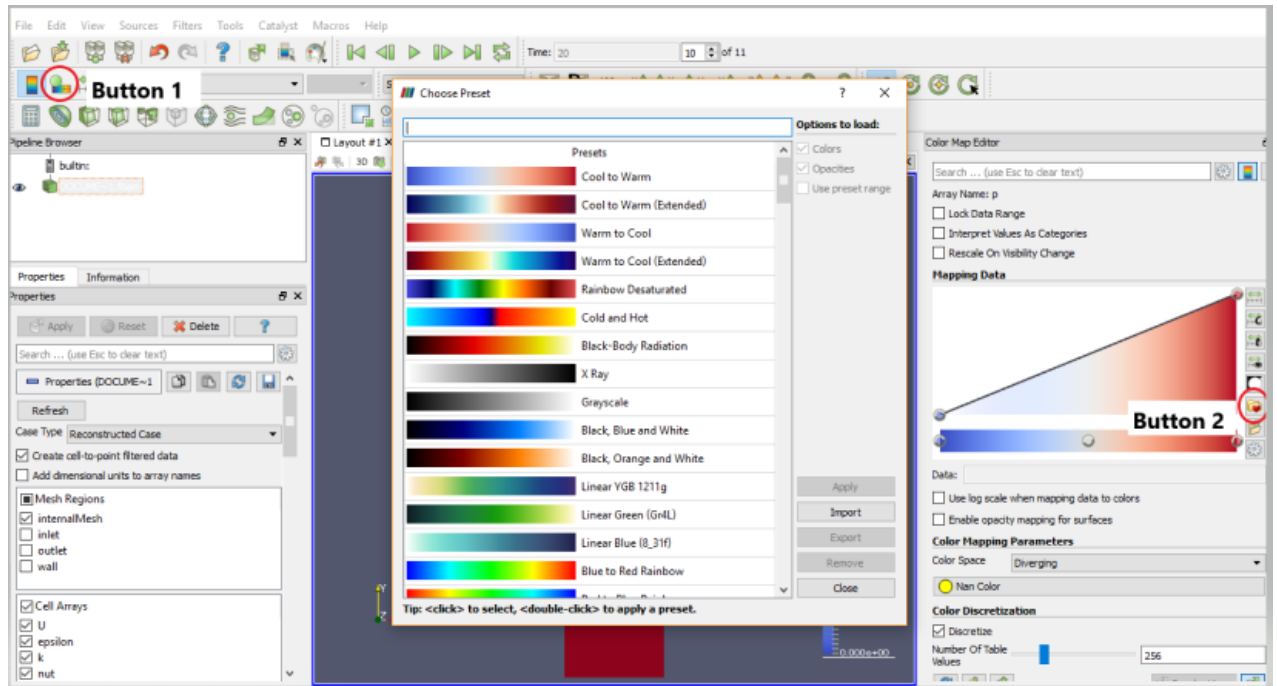 File Edit View Sources Filters Tools Catalyst Macros Help
Time: 20 10 of 11
Button 1
Pipeline Browser
builtin:
Layout #1
3D
Properties Information
Properties
Apply Reset Delete ?
Search ... (use Esc to clear text)
Properties (DOCUME~1
Refresh
Case Type Reconstructed Case
Create cell-to-point filtered data
Add dimensional units to array names
Mesh Regions
internalMesh
inlet
outlet
wall
Cell Arrays
U
epsilon
k
nut
Choose Preset ? ×
Options to load:
Presets
Colors
Opacities
Use preset range
Cool to Warm
Cool to Warm (Extended)
Warm to Cool
Warm to Cool (Extended)
Rainbow Desaturated
Cold and Hot
Black-Body Radiation
X Ray
Grayscale
Black, Blue and White
Black, Orange and White
Linear YGB 1211g
Linear Green (Gr4L)
Linear Blue (8_31f)
Blue to Red Rainbow
Apply
Import
Export
Remove
Close
Tip: <click> to select, <double-click> to apply a preset.
Y
Z
0.000e+00
Color Map Editor
Search ... (use Esc to clear text)
Array Name: p
Lock Data Range
Interpret Values As Categories
Rescale On Visibility Change
Mapping Data
Button 2
Data:
Use log scale when mapping data to colors
Enable opacity mapping for surfaces
Color Mapping Parameters
Color Space Diverging
Nan Color
Color Discretization
Discretize
Number Of Table Values 256